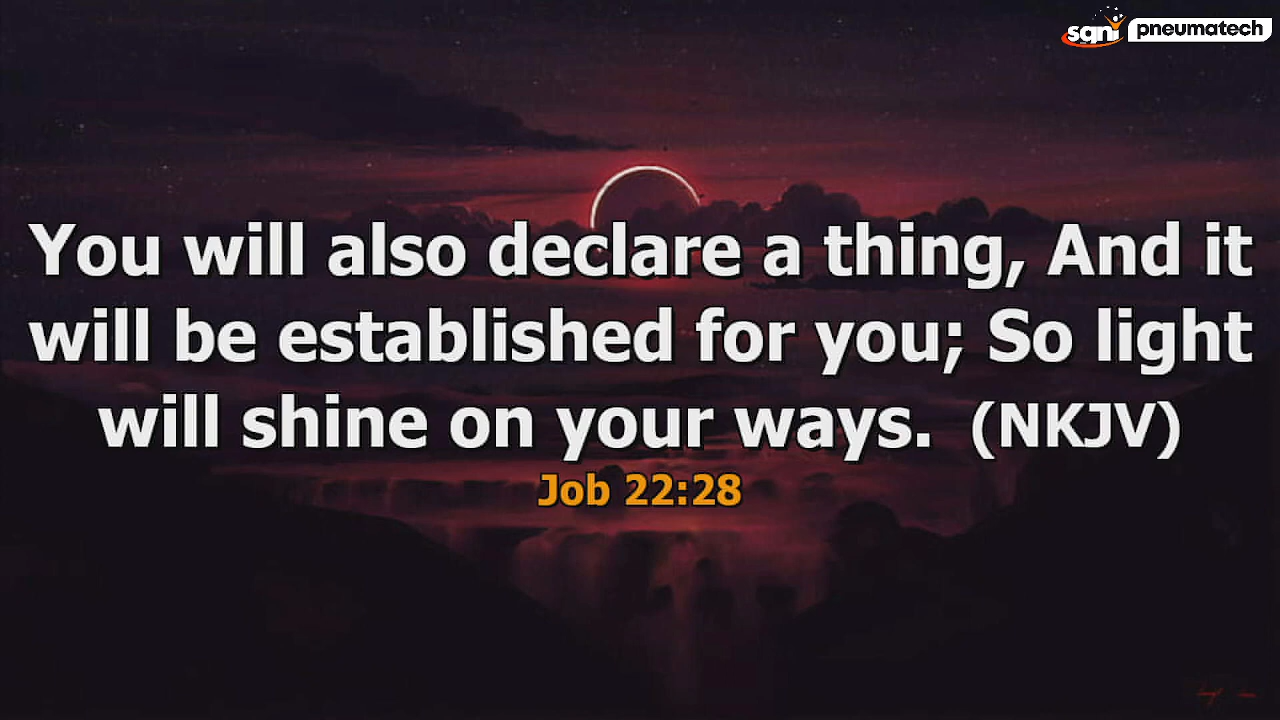 sqni pneumatech
You will also declare a thing, And it
will be established for you; So light
will shine on your ways. (NKJV)
Job 22:28